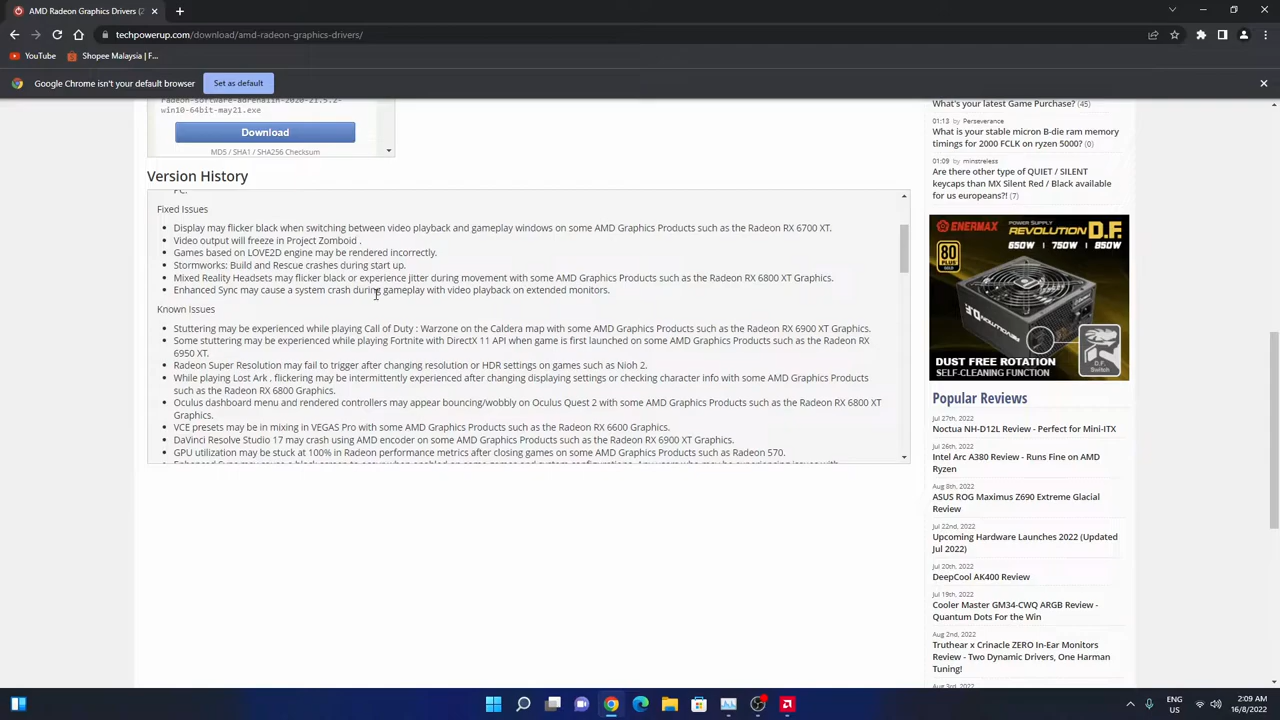 AMD Radeon Graphics Drivers (2
techpowerup.com/download/amd-radeon-graphics-drivers/
YouTube
Shopee Malaysia | F...
Google Chrome isn't your default browser
Set as default
radeon-software-adrenalin-2020-21.5.2-
win10-64bit-may21.exe
Download
MD5 / SHA1 / SHA256 Checksum
Version History
PC.
Fixed Issues
Display may flicker black when switching between video playback and gameplay windows on some AMD Graphics Products such as the Radeon RX 6700 XT.
Video output will freeze in Project Zomboid .
Games based on LOVE2D engine may be rendered incorrectly.
Stormworks: Build and Rescue crashes during start up.
Mixed Reality Headsets may flicker black or experience jitter during movement with some AMD Graphics Products such as the Radeon RX 6800 XT Graphics.
Enhanced Sync may cause a system crash during gameplay with video playback on extended monitors.
Known Issues
Stuttering may be experienced while playing Call of Duty : Warzone on the Caldera map with some AMD Graphics Products such as the Radeon RX 6900 XT Graphics.
Some stuttering may be experienced while playing Fortnite with DirectX 11 API when game is first launched on some AMD Graphics Products such as the Radeon RX
6950 XT.
Radeon Super Resolution may fail to trigger after changing resolution or HDR settings on games such as Nioh 2.
While playing Lost Ark , flickering may be intermittently experienced after changing displaying settings or checking character info with some AMD Graphics Products
such as the Radeon RX 6800 Graphics.
Oculus dashboard menu and rendered controllers may appear bouncing/wobbly on Oculus Quest 2 with some AMD Graphics Products such as the Radeon RX 6800 XT
Graphics.
VCE presets may be in mixing in VEGAS Pro with some AMD Graphics Products such as the Radeon RX 6600 Graphics.
DaVinci Resolve Studio 17 may crash using AMD encoder on some AMD Graphics Products such as the Radeon RX 6900 XT Graphics.
GPU utilization may be stuck at 100% in Radeon performance metrics after closing games on some AMD Graphics Products such as Radeon 570.
What's your latest Game Purchase? (45)
01:13 by Perseverance
What is your stable micron B-die ram memory
timings for 2000 FCLK on ryzen 5000? (0)
01:09 by minstreless
Are there other type of QUIET / SILENT
keycaps than MX Silent Red / Black available
for us europeans?! (7)
ENERMAX POWER SUPPLY REVOLUTION D.F.
650W | 750W | 850W
80 PLUS GOLD
D.F. Switch
DUST FREE ROTATION
SELF-CLEANING FUNCTION
Popular Reviews
Jul 27th, 2022
Noctua NH-D12L Review - Perfect for Mini-ITX
Jul 26th, 2022
Intel Arc A380 Review - Runs Fine on AMD
Ryzen
Aug 8th, 2022
ASUS ROG Maximus Z690 Extreme Glacial
Review
Jul 22nd, 2022
Upcoming Hardware Launches 2022 (Updated
Jul 2022)
Jul 20th, 2022
DeepCool AK400 Review
Jul 19th, 2022
Cooler Master GM34-CWQ ARGB Review -
Quantum Dots For the Win
Aug 2nd, 2022
Truthear x Crinacle ZERO In-Ear Monitors
Review - Two Dynamic Drivers, One Harman
Tuning!
Aug 3rd, 2022
ENG
US
2:09 AM
16/8/2022